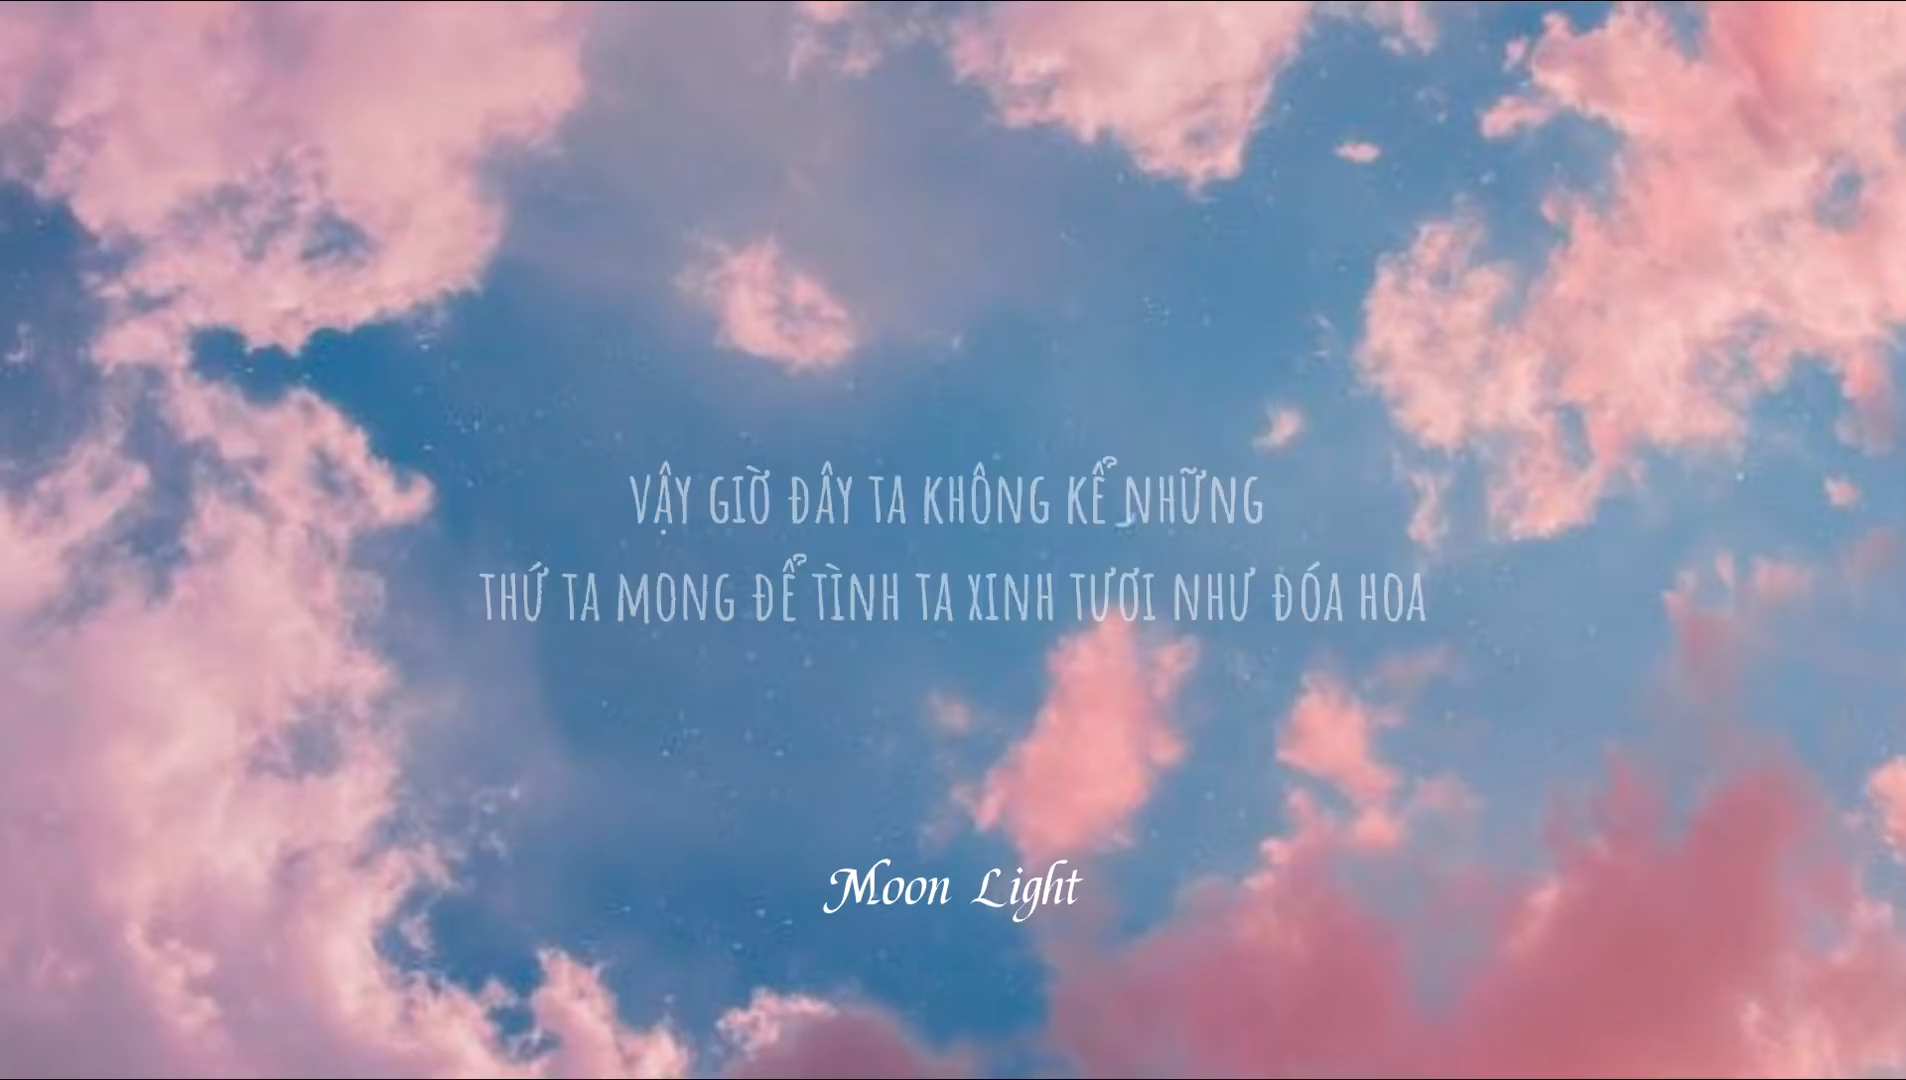 VẬY GIỜ ĐÂY TA KHÔNG KỂ NHỮNG
THỨ TA MONG ĐỂ TÌNH TA XINH TƯƠI NHƯ ĐÓA HOA
Moon Light